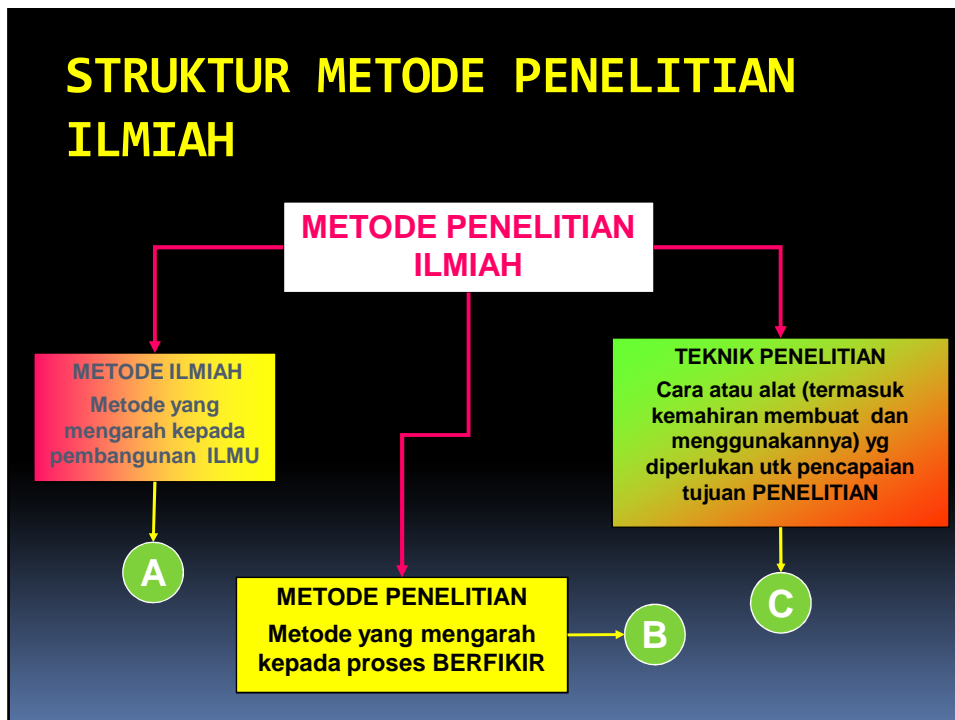 STRUKTUR METODE PENELITIAN
ILMIAH
METODE PENELITIAN
ILMIAH
METODE ILMIAH
Metode yang
mengarah kepada
pembangunan ILMU
A
METODE PENELITIAN
Metode yang mengarah
kepada proses BERFIKIR
B
TEKNIK PENELITIAN
Cara atau alat (termasuk
kemahiran membuat dan
menggunakannya) yg
diperlukan utk pencapaian
tujuan PENELITIAN
C